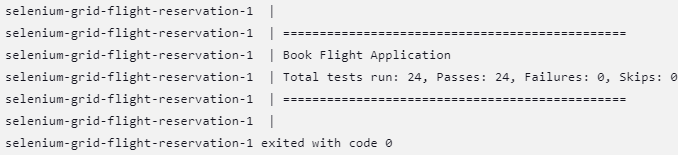 selenium-grid-flight-reservation-1 |
selenium-grid-flight-reservation-1 | ===============================================
selenium-grid-flight-reservation-1 | Book Flight Application
selenium-grid-flight-reservation-1 | Total tests run: 24, Passes: 24, Failures: 0, Skips: 0
selenium-grid-flight-reservation-1 | ===============================================
selenium-grid-flight-reservation-1 |
selenium-grid-flight-reservation-1 exited with code 0